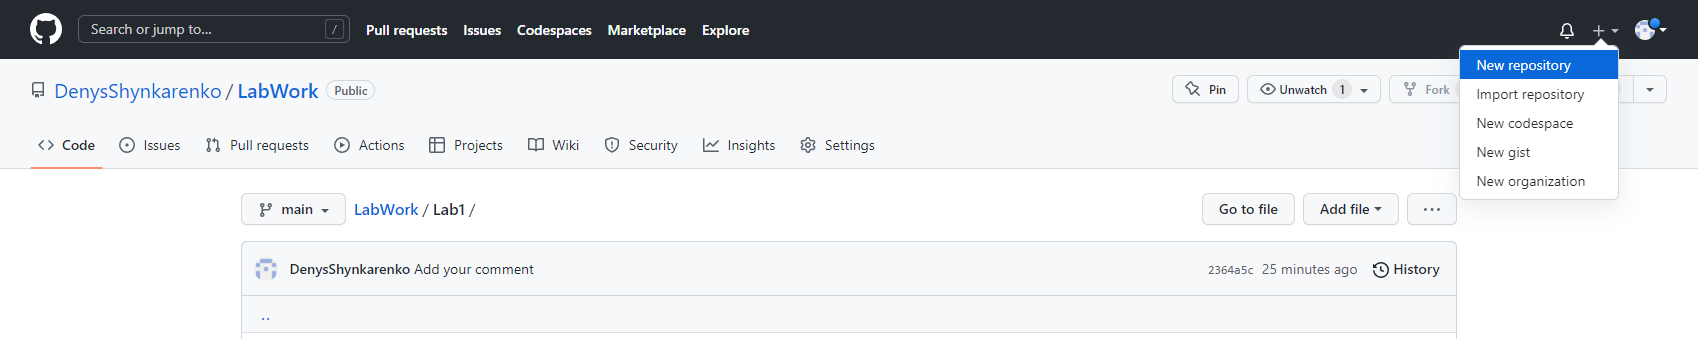 Search or jump to... / Pull requests Issues Codespaces Marketplace Explore
New repository
Import repository
New codespace
New gist
New organization
DenysShynkarenko / LabWork Public Pin Unwatch 1 Fork
Code Issues Pull requests Actions Projects Wiki Security Insights Settings
main LabWork / Lab1 / Go to file Add file ...
DenysShynkarenko Add your comment 2364a5c 25 minutes ago History
..